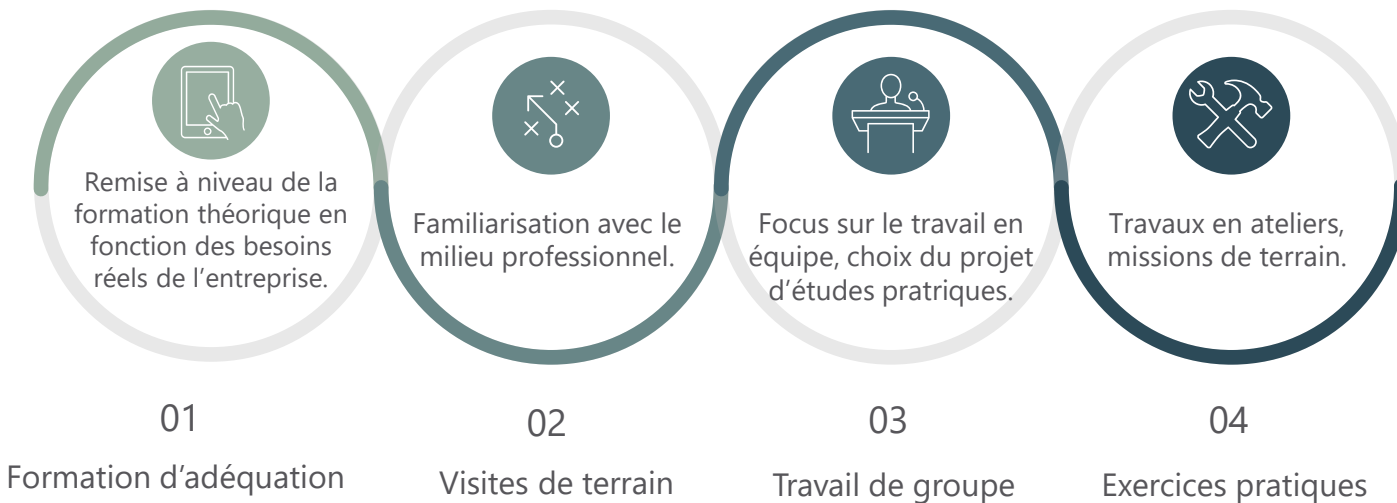 Remise à niveau de la
formation théorique en
fonction des besoins
réels de l’entreprise.
Familiarisation avec le
milieu professionnel.
Focus sur le travail en
équipe, choix du projet
d’études pratriques.
Travaux en ateliers,
missions de terrain.
01
Formation d’adéquation
02
Visites de terrain
03
Travail de groupe
04
Exercices pratiques